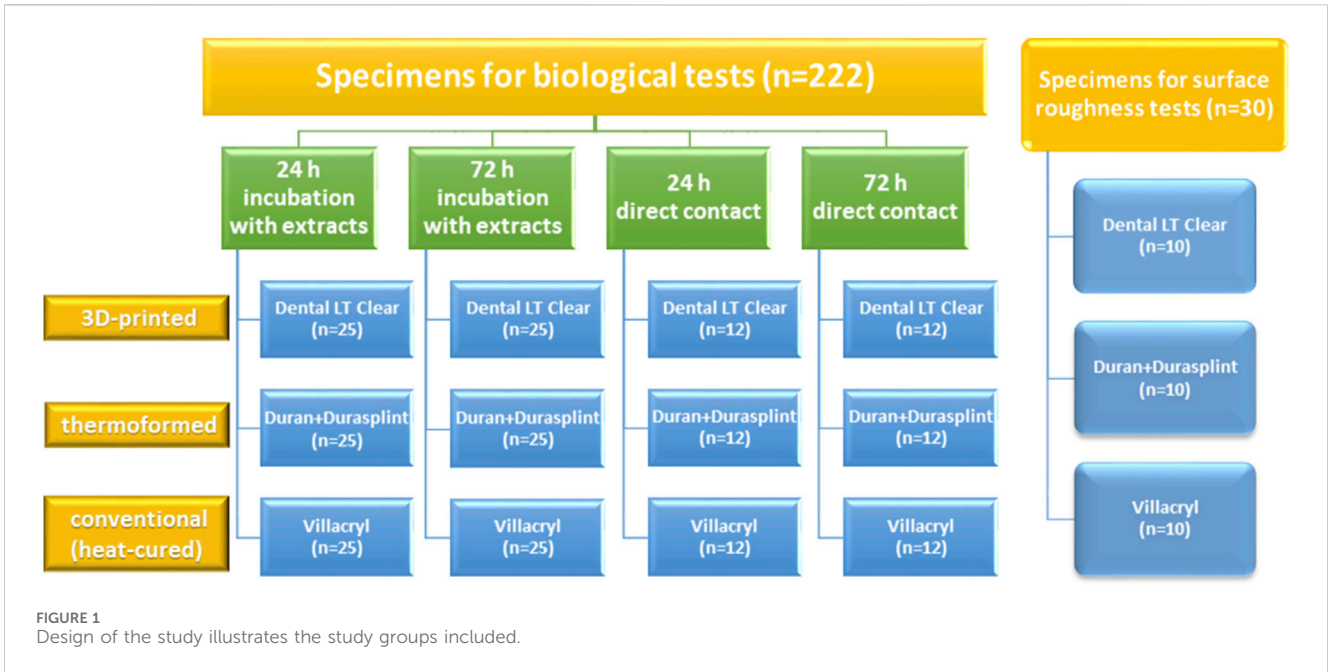 Specimens for biological tests (n=222)
Specimens for surface
roughness tests (n=30)
24 h
incubation
with extracts
72 h
incubation
with extracts
24 h
direct contact
72 h
direct contact
3D-printed
Dental LT Clear
(n=25)
Dental LT Clear
(n=25)
Dental LT Clear
(n=12)
Dental LT Clear
(n=12)
Dental LT Clear
(n=10)
thermoformed
Duran+Durasplint
(n=25)
Duran+Durasplint
(n=25)
Duran+Durasplint
(n=12)
Duran+Durasplint
(n=12)
Duran+Durasplint
(n=10)
conventional
(heat-cured)
Villacryl
(n=25)
Villacryl
(n=25)
Villacryl
(n=12)
Villacryl
(n=12)
Villacryl
(n=10)
FIGURE 1
Design of the study illustrates the study groups included.